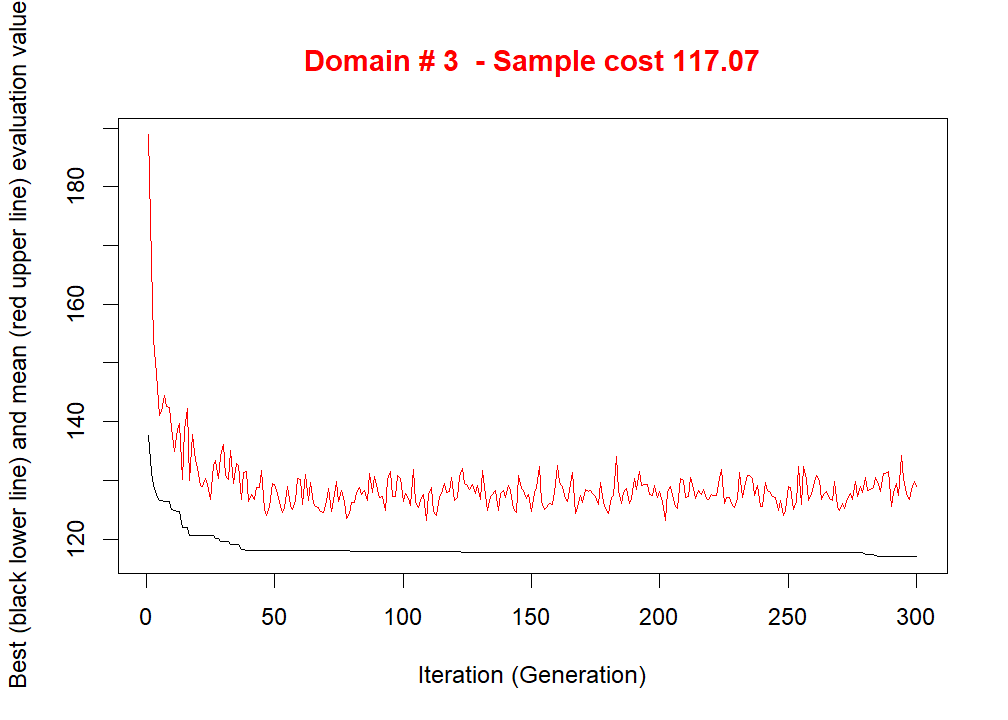 Domain # 3  - Sample cost 117.07
Best (black lower line) and mean (red upper line) evaluation value
180
160
140
120
0 50 100 150 200 250 300
Iteration (Generation)